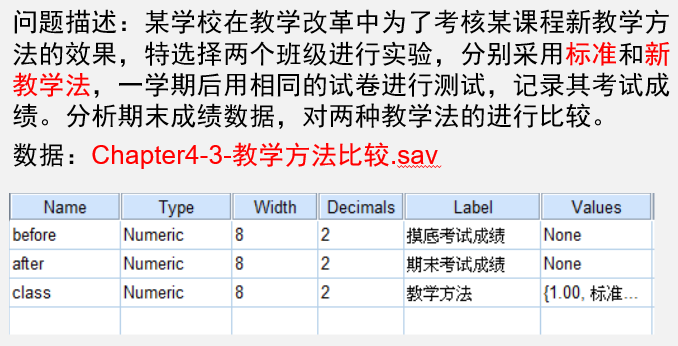 问题描述：某学校在教学改革中为了考核某课程新教学方
法的效果，特选择两个班级进行实验，分别采用标准和新
教学法，一学期后用相同的试卷进行测试，记录其考试成
绩。分析期末成绩数据，对两种教学法的进行比较。
数据：Chapter4-3-教学方法比较.sav
Name Type Width Decimals Label Values
before Numeric 8 2 摸底考试成绩 None
after Numeric 8 2 期末考试成绩 None
class Numeric 8 2 教学方法 {1.00, 标准...